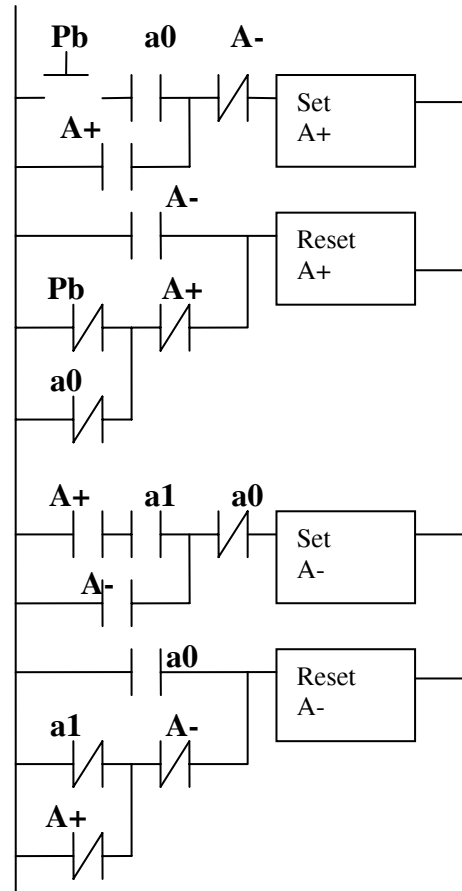 Pb a0 A-
Set
A+
A+
A-
Reset
A+
Pb A+
a0
A+ a1 a0
Set
A-
A-
a0
Reset
A-
a1 A-
A+